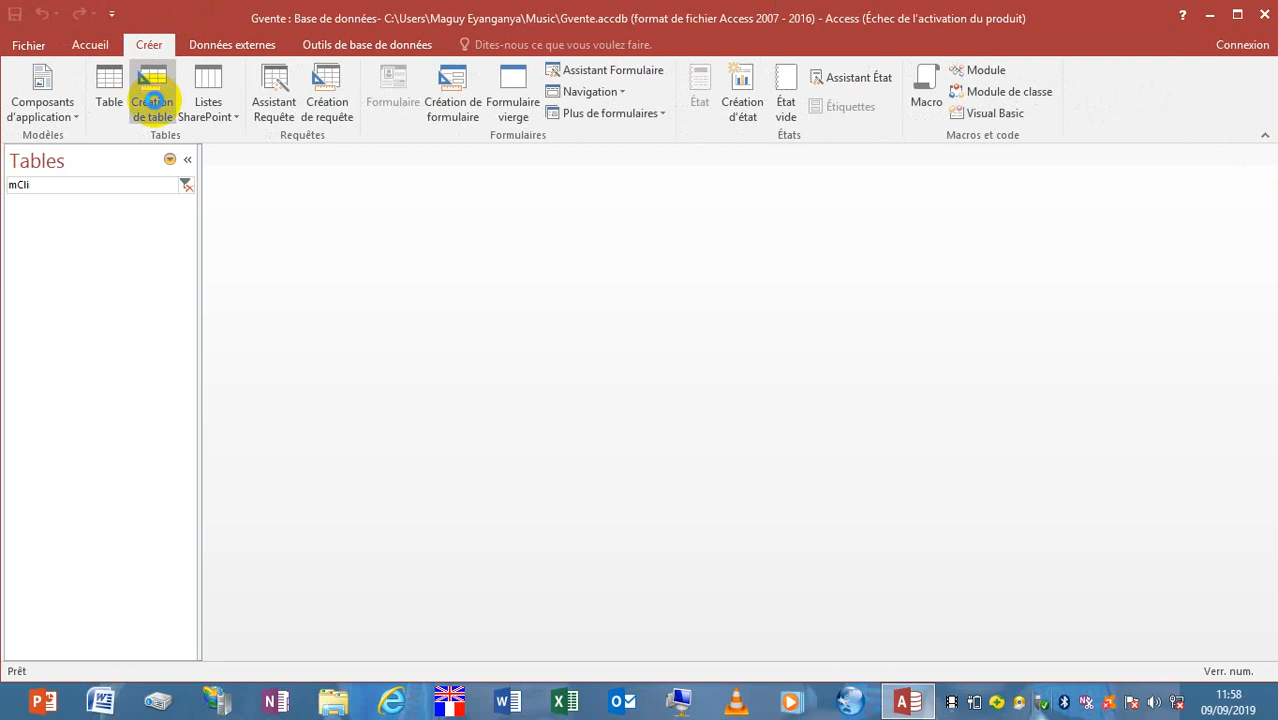 Gvente : Base de données- C:\Users\Maguy Eyanganya\Music\Gvente.accdb (format de fichier Access 2007 - 2016) - Access (Échec de l'activation du produit)
Fichier Accueil Créer Données externes Outils de base de données Dites-nous ce que vous voulez faire. Connexion
Composants d'application
Modèles
Table
Création de table
Listes SharePoint
Tables
Assistant Requête
Création de requête
Requêtes
Formulaire
Création de formulaire
Formulaire vierge
Assistant Formulaire
Navigation
Plus de formulaires
Formulaires
État
Création d'état
État vide
Assistant État
Étiquettes
États
Macro
Module
Module de classe
Visual Basic
Macros et code
Tables
mCli
Prêt
Verr. num.
11:58
09/09/2019